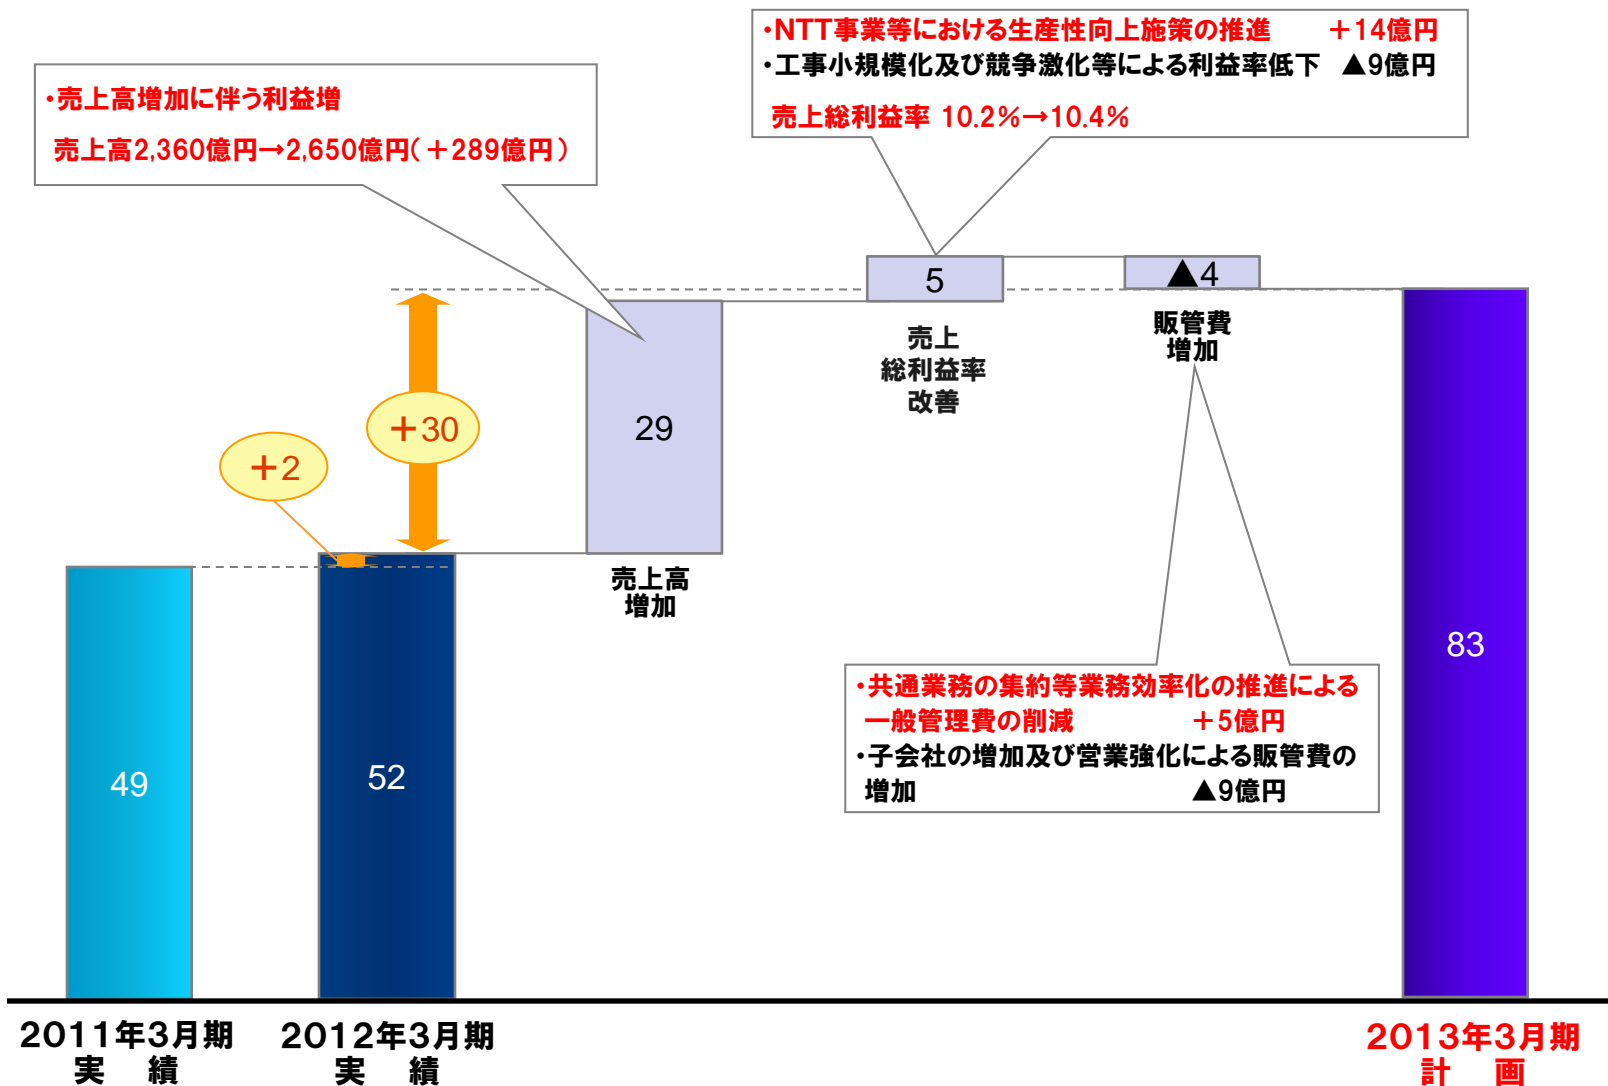 ・NTT事業等における生産性向上施策の推進　＋14億円
・工事小規模化及び競争激化等による利益率低下　▲9億円
売上総利益率 10.2％→10.4％
・売上高増加に伴う利益増
売上高2,360億円→2,650億円（＋289億円）
5
▲4
売上
総利益率
改善
販管費
増加
＋30
29
＋2
売上高
増加
83
49
52
・共通業務の集約等業務効率化の推進による
一般管理費の削減　＋5億円
・子会社の増加及び営業強化による販管費の
増加　▲9億円
2011年3月期
実　績
2012年3月期
実　績
2013年3月期
計　画